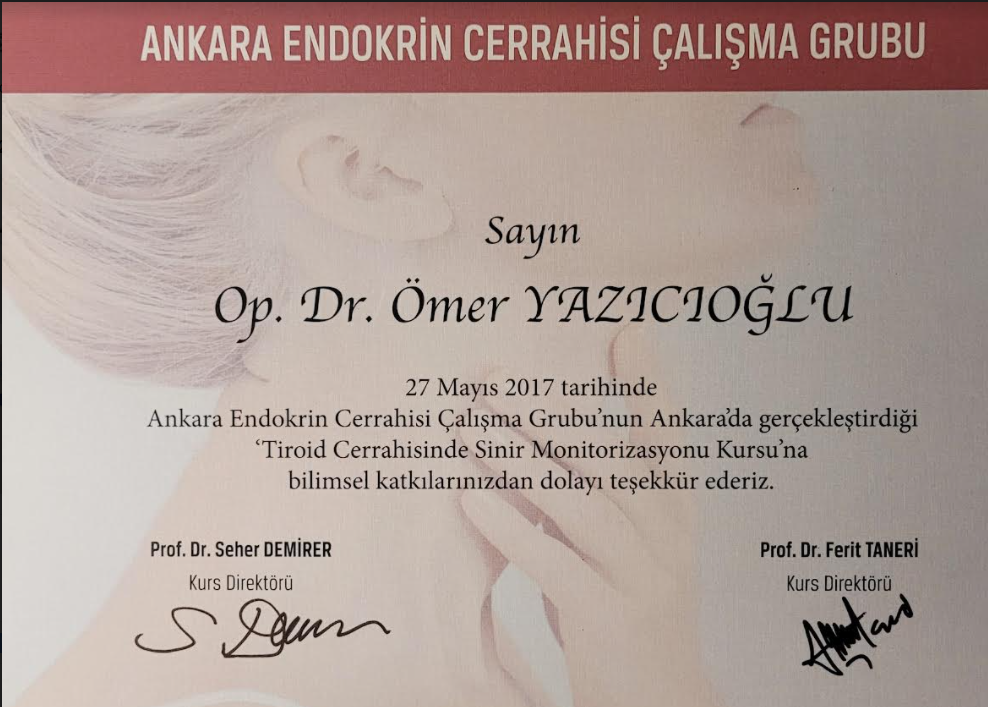 ANKARA ENDOKRİN CERRAHİSİ ÇALIŞMA GRUBU
Sayın
Op. Dr. Ömer YAZICIOĞLU
27 Mayıs 2017 tarihinde
Ankara Endokrin Cerrahisi Çalışma Grubu'nun Ankara'da gerçekleştirdiği
'Tiroid Cerrahisinde Sinir Monitorizasyonu Kursu'na
bilimsel katkılarınızdan dolayı teşekkür ederiz.
Prof. Dr. Seher DEMİRER
Kurs Direktörü
Prof. Dr. Ferit TANERİ
Kurs Direktörü